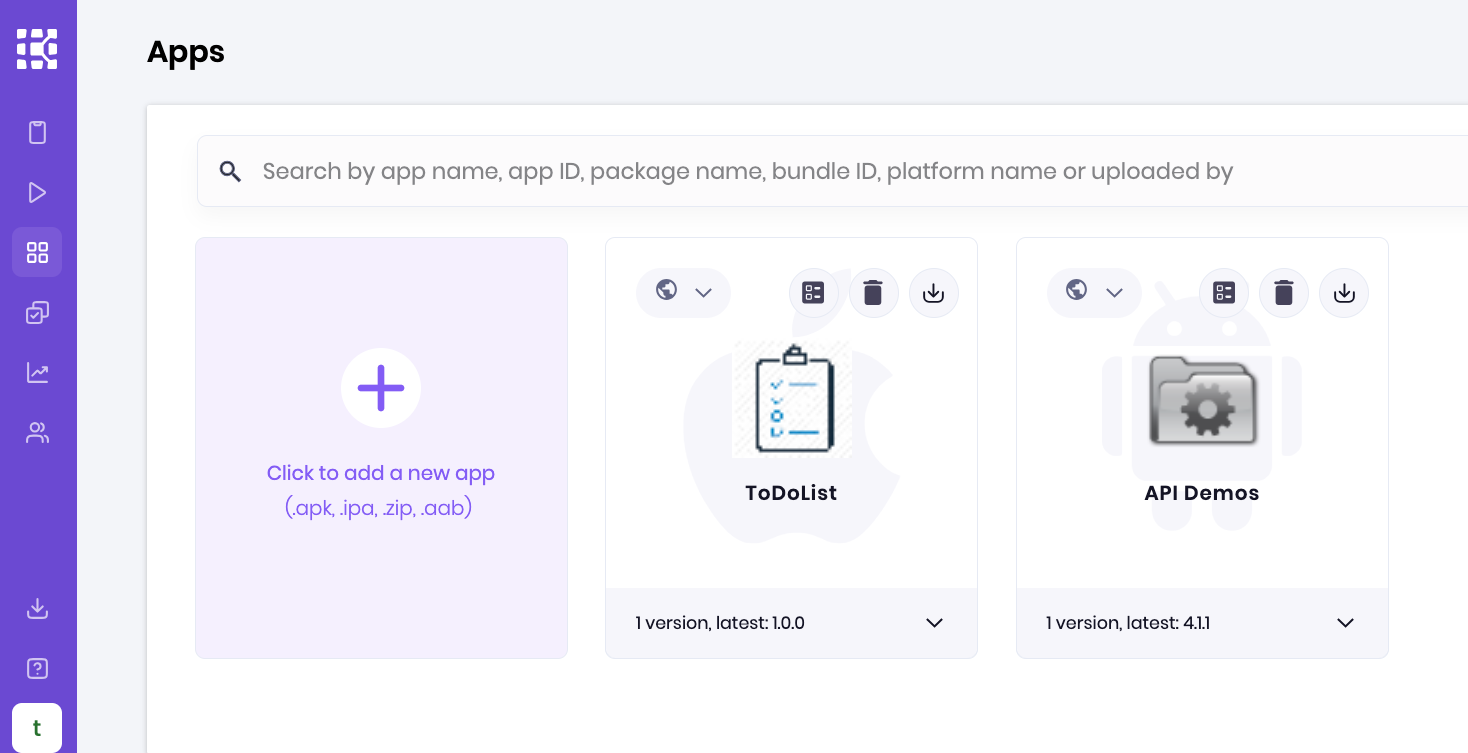 Apps
Search by app name, app ID, package name, bundle ID, platform name or uploaded by
Click to add a new app
(.apk, .ipa, .zip, .aab)
ToDoList
1 version, latest: 1.0.0
API Demos
1 version, latest: 4.1.1
t